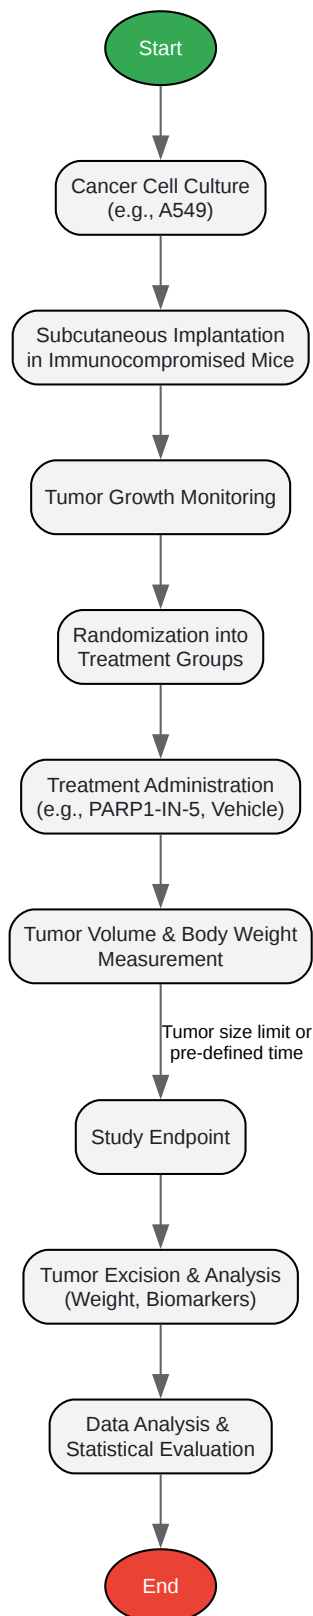 Start
Cancer Cell Culture
(e.g., A549)
Subcutaneous Implantation
in Immunocompromised Mice
Tumor Growth Monitoring
Randomization into
Treatment Groups
Treatment Administration
(e.g., PARP1-IN-5, Vehicle)
Tumor Volume & Body Weight
Measurement
Tumor size limit or
pre-defined time
Study Endpoint
Tumor Excision & Analysis
(Weight, Biomarkers)
Data Analysis &
Statistical Evaluation
End